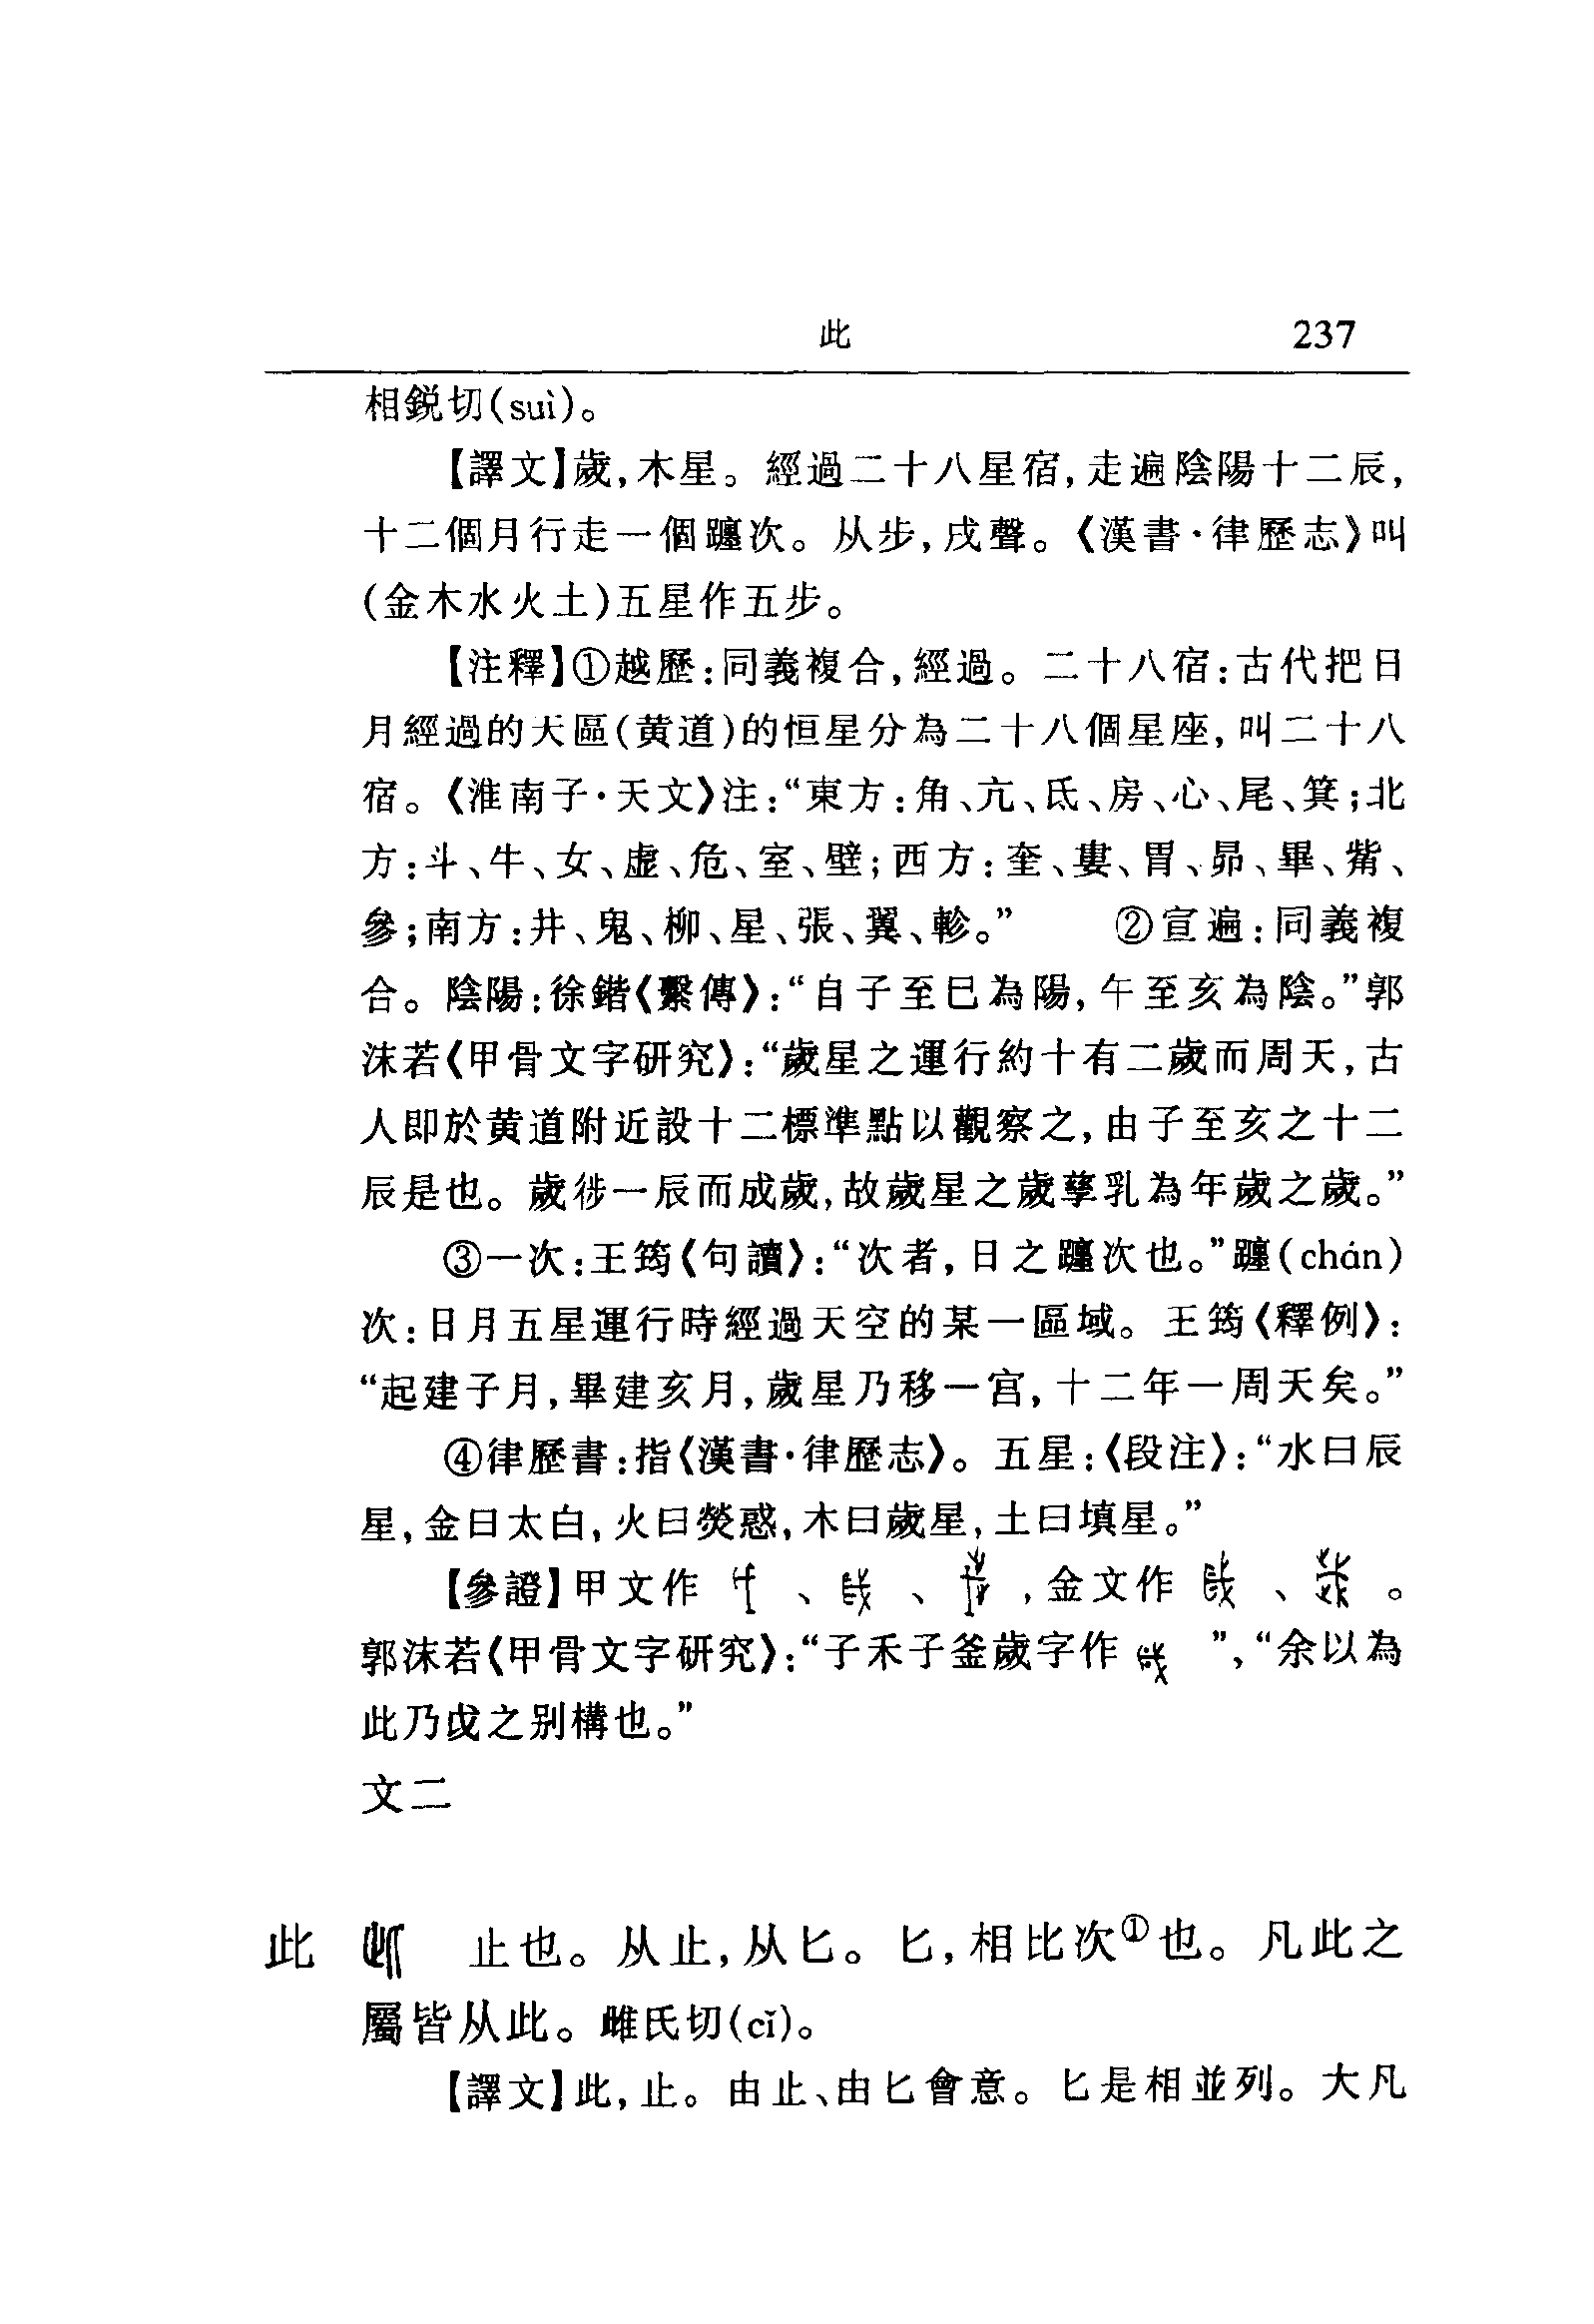 此 237
相鋭切(suì)。
【譯文】歲,木星。經過二十八星宿,走遍陰陽十二辰,
十二個月行走一個躔次。从步,戌聲。《漢書·律歷志》叫
(金木水火土)五星作五步。
【注釋】①越歷:同義複合,經過。二十八宿:古代把日
月經過的天區(黄道)的恒星分為二十八個星座,叫二十八
宿。《淮南子·天文》注:“東方:角、亢、氐、房、心、尾、箕;北
方:斗、牛、女、虚、危、室、壁;西方:奎、婁、胃、昴、畢、觜、
參;南方:井、鬼、柳、星、張、翼、軫。” ②宣遍:同義複
合。陰陽:徐鍇《繫傳》:“自子至巳為陽,午至亥為陰。”郭
沫若《甲骨文字研究》:“歲星之運行約十有二歲而周天,古
人即於黄道附近設十二標準點以觀察之,由子至亥之十二
辰是也。歲徙一辰而成歲,故歲星之歲孳乳為年歲之歲。”
③一次:王筠《句讀》:“次者,日之躔次也。”躔(chán)
次:日月五星運行時經過天空的某一區域。王筠《釋例》:
“起建子月,畢建亥月,歲星乃移一宫,十二年一周天矣。”
④律歷書:指《漢書·律歷志》。五星:《段注》:“水曰辰
星,金曰太白,火曰熒惑,木曰歲星,土曰填星。”
【參證】甲文作 、 、 ,金文作 、 。
郭沫若《甲骨文字研究》:“子禾子釜歲字作 ”,“余以為
此乃戉之别構也。”
文二
此 止也。从止,从匕。匕,相比次①也。凡此之
屬皆从此。雌氏切(cǐ)。
【譯文】此,止。由止、由匕會意。匕是相並列。大凡